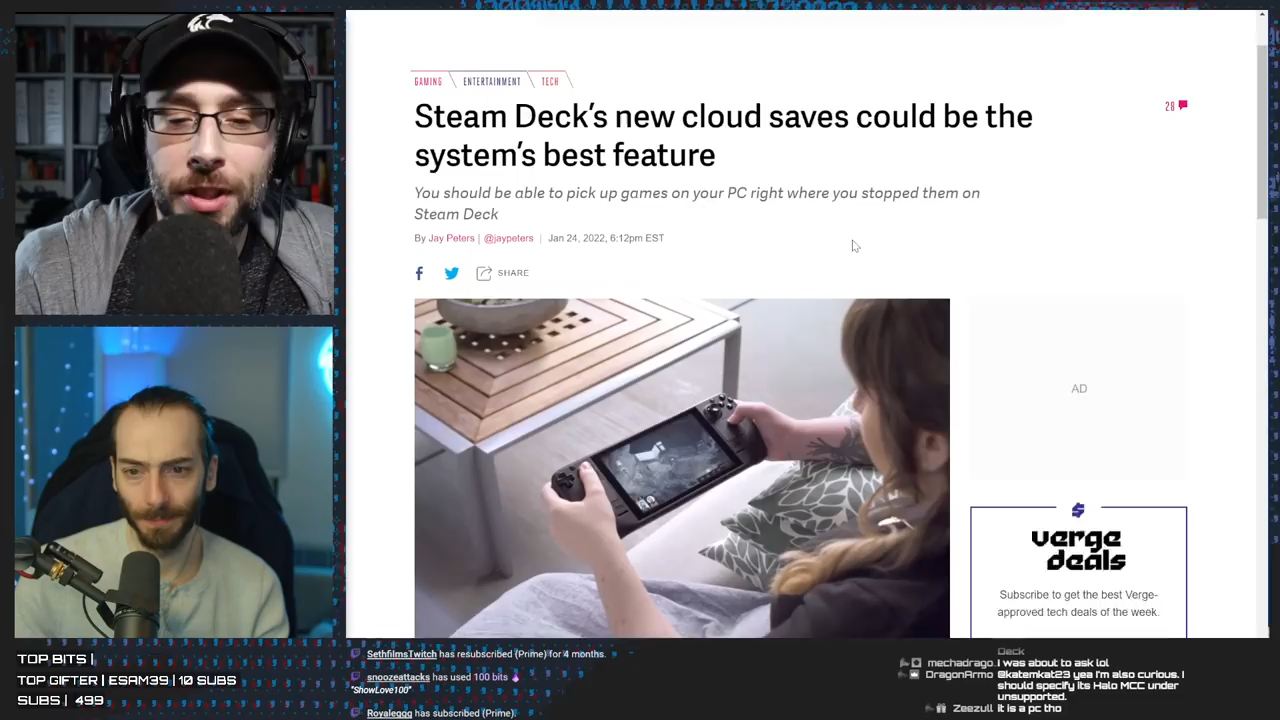 GAMING
ENTERTAINMENT
TECH
Steam Deck's new cloud saves could be the
system's best feature
28
You should be able to pick up games on your PC right where you stopped them on
Steam Deck
By Jay Peters | @jaypeters | Jan 24, 2022, 6:12pm EST
SHARE
AD
verge
deals
Subscribe to get the best Verge-
approved tech deals of the week.
TOP BITS |
TOP GIFTER | ESAM39 | 10 SUBS
SUBS | 499
SethfilmsTwitch has resubscribed (Prime) for 4 months.
snoozeattacks has used 100 bits
"ShowLove100"
Royaleggg has subscribed (Prime).
Deck
mechadrago I was about to ask lol
DragonArmo @katemkat23 yea I'm also curious. I
should specify its Halo MCC under
unsupported.
Zeezull it is a pc tho